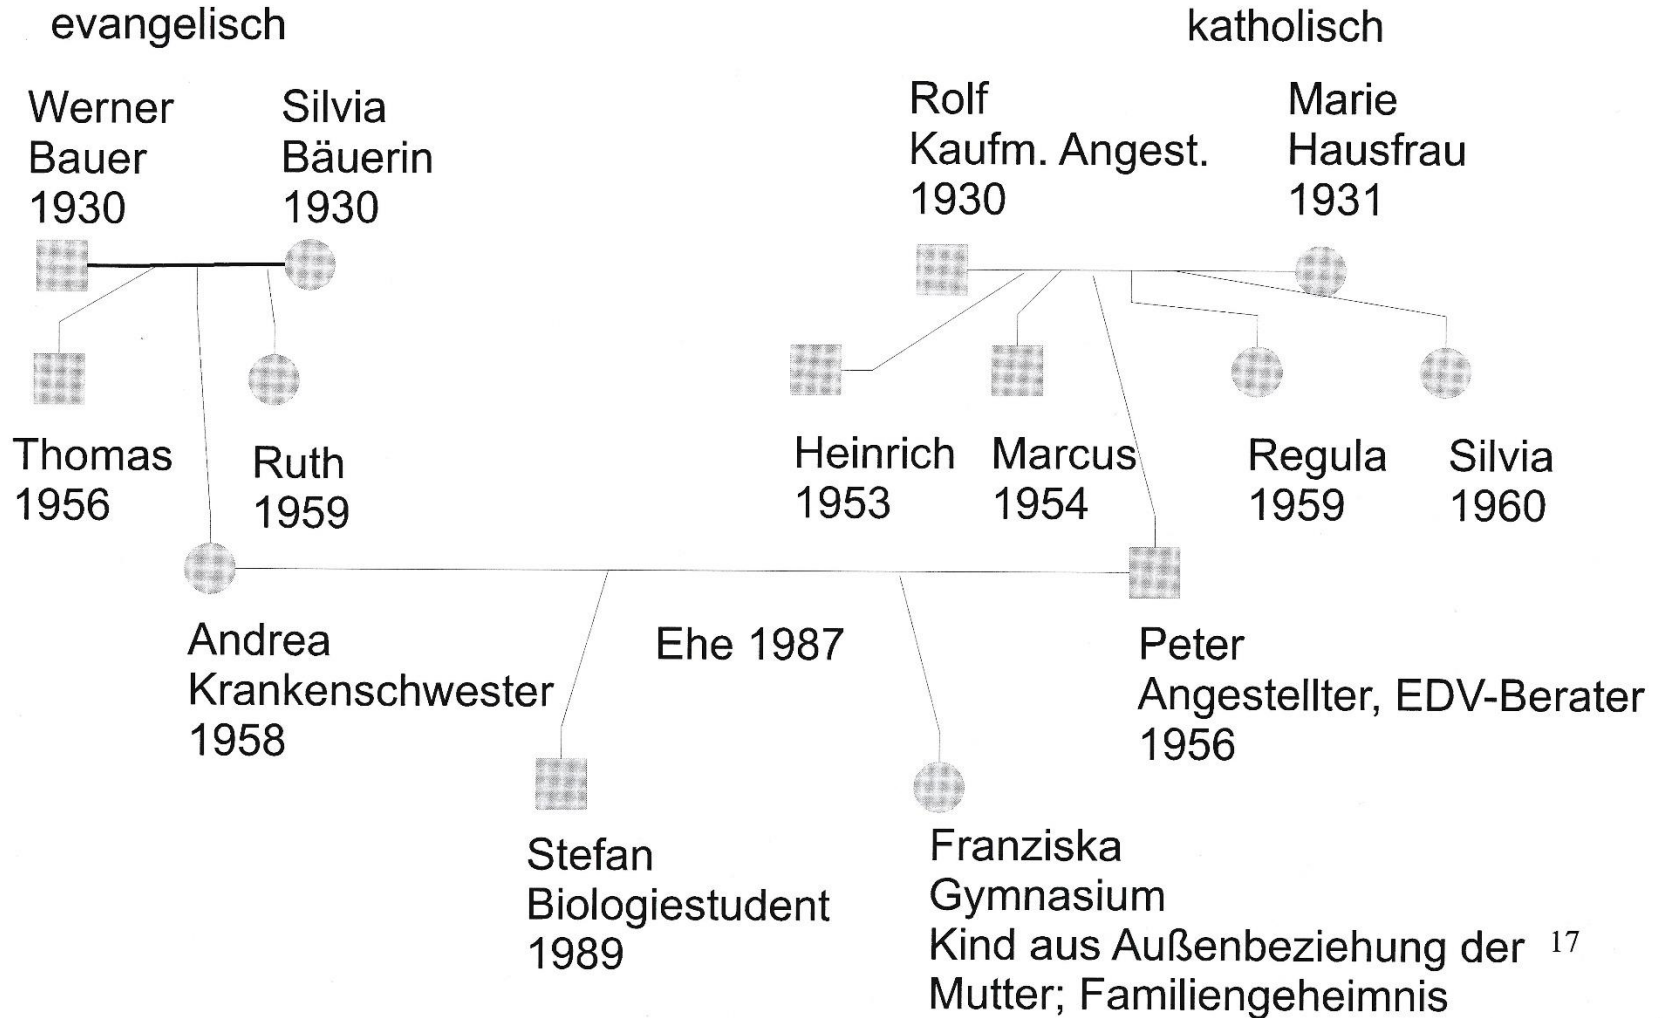 evangelisch
katholisch
Werner
Bauer
1930
Silvia
Bäuerin
1930
Rolf
Kaufm. Angest.
1930
Marie
Hausfrau
1931
Thomas
1956
Ruth
1959
Heinrich
1953
Marcus
1954
Regula
1959
Silvia
1960
Andrea
Krankenschwester
1958
Ehe 1987
Peter
Angestellter, EDV-Berater
1956
Stefan
Biologiestudent
1989
Franziska
Gymnasium
Kind aus Außenbeziehung der
Mutter; Familiengeheimnis
17